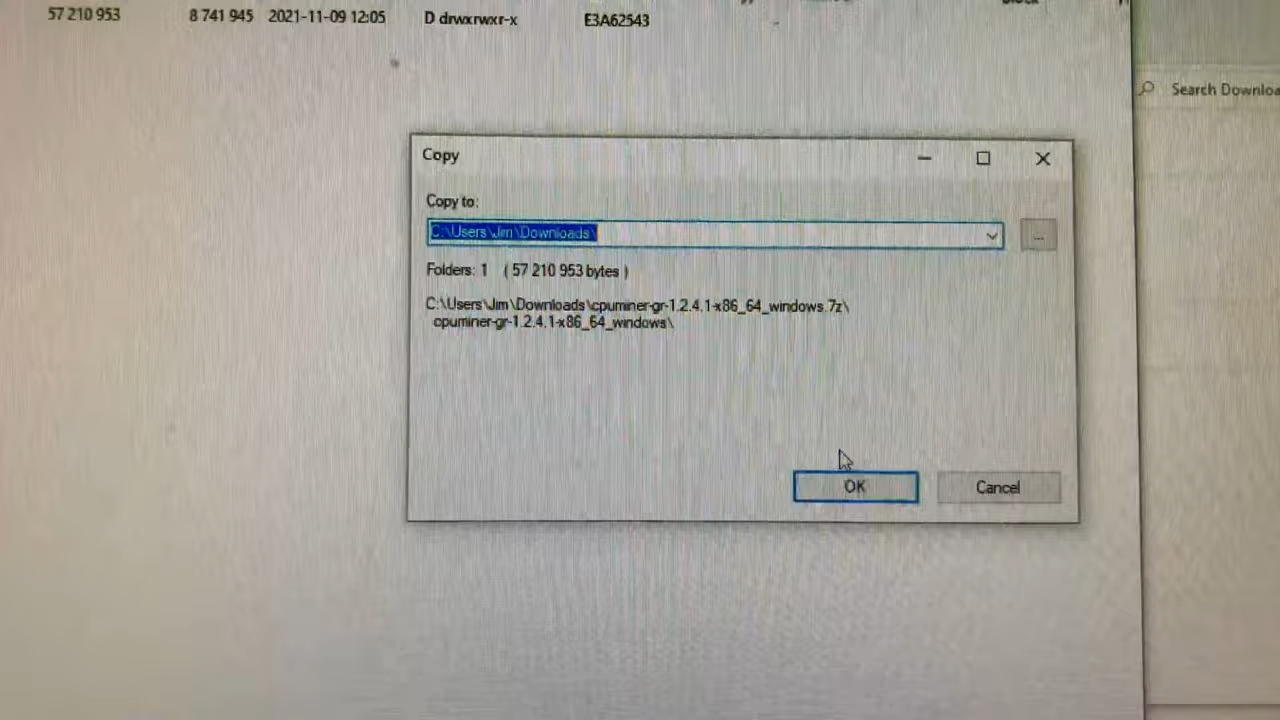 57 210 953 8 741 945 2021-11-09 12:05 D drwxrwxr-x E3A62543
Search Downloa
Copy
Copy to:
C:\Users\Jim\Downloads\
...
Folders: 1 ( 57 210 953 bytes )
C:\Users\Jim\Downloads\cpuminer-gr-1.2.4.1-x86_64_windows.7z\
cpuminer-gr-1.2.4.1-x86_64_windows\
OK Cancel